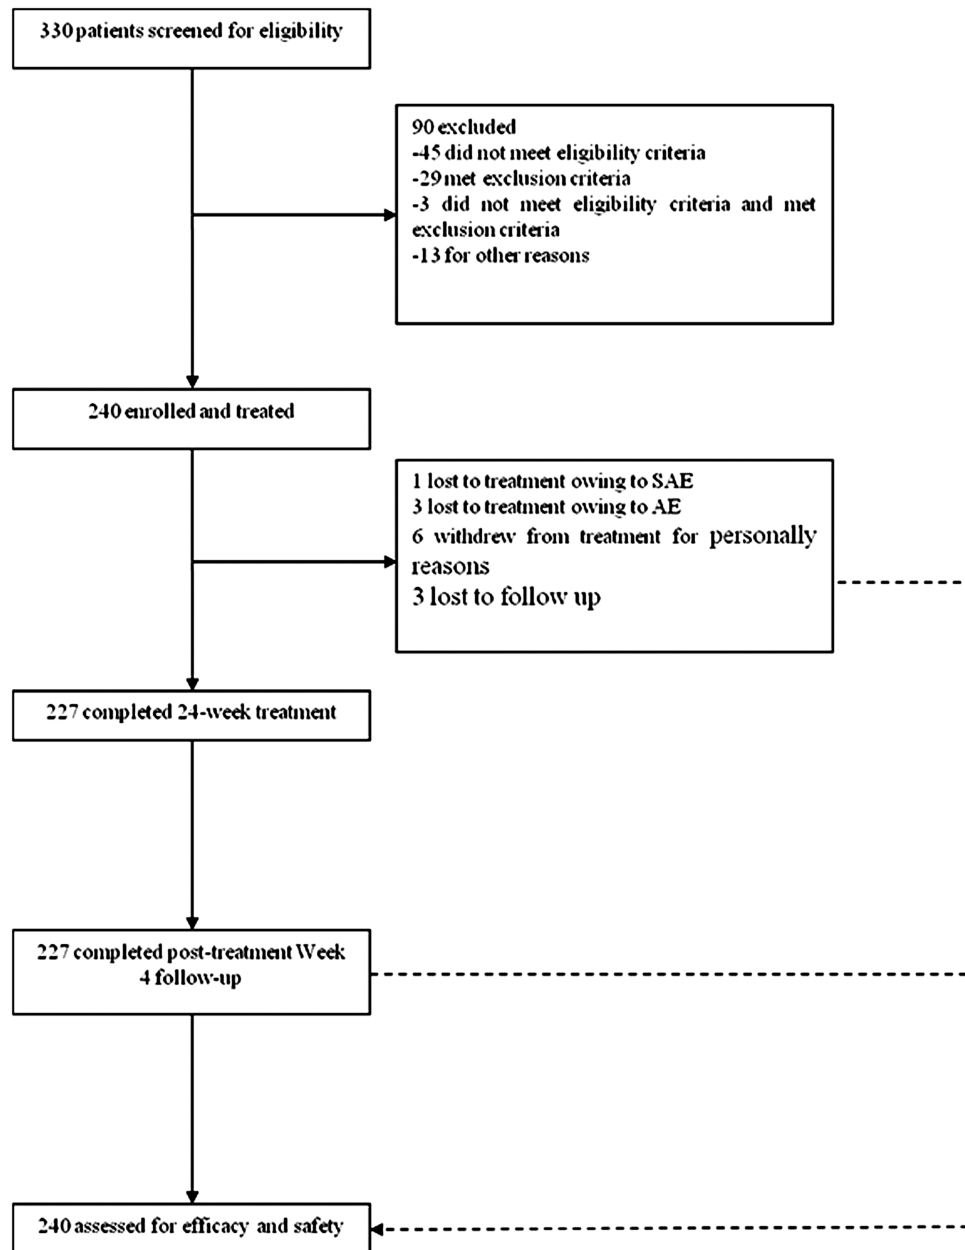 330 patients screened for eligibility
90 excluded
-45 did not meet eligibility criteria
-29 met exclusion criteria
-3 did not meet eligibility criteria and met
exclusion criteria
-13 for other reasons
240 enrolled and treated
1 lost to treatment owing to SAE
3 lost to treatment owing to AE
6 withdrew from treatment for personally
reasons
3 lost to follow up
227 completed 24-week treatment
227 completed post-treatment Week
4 follow-up
240 assessed for efficacy and safety